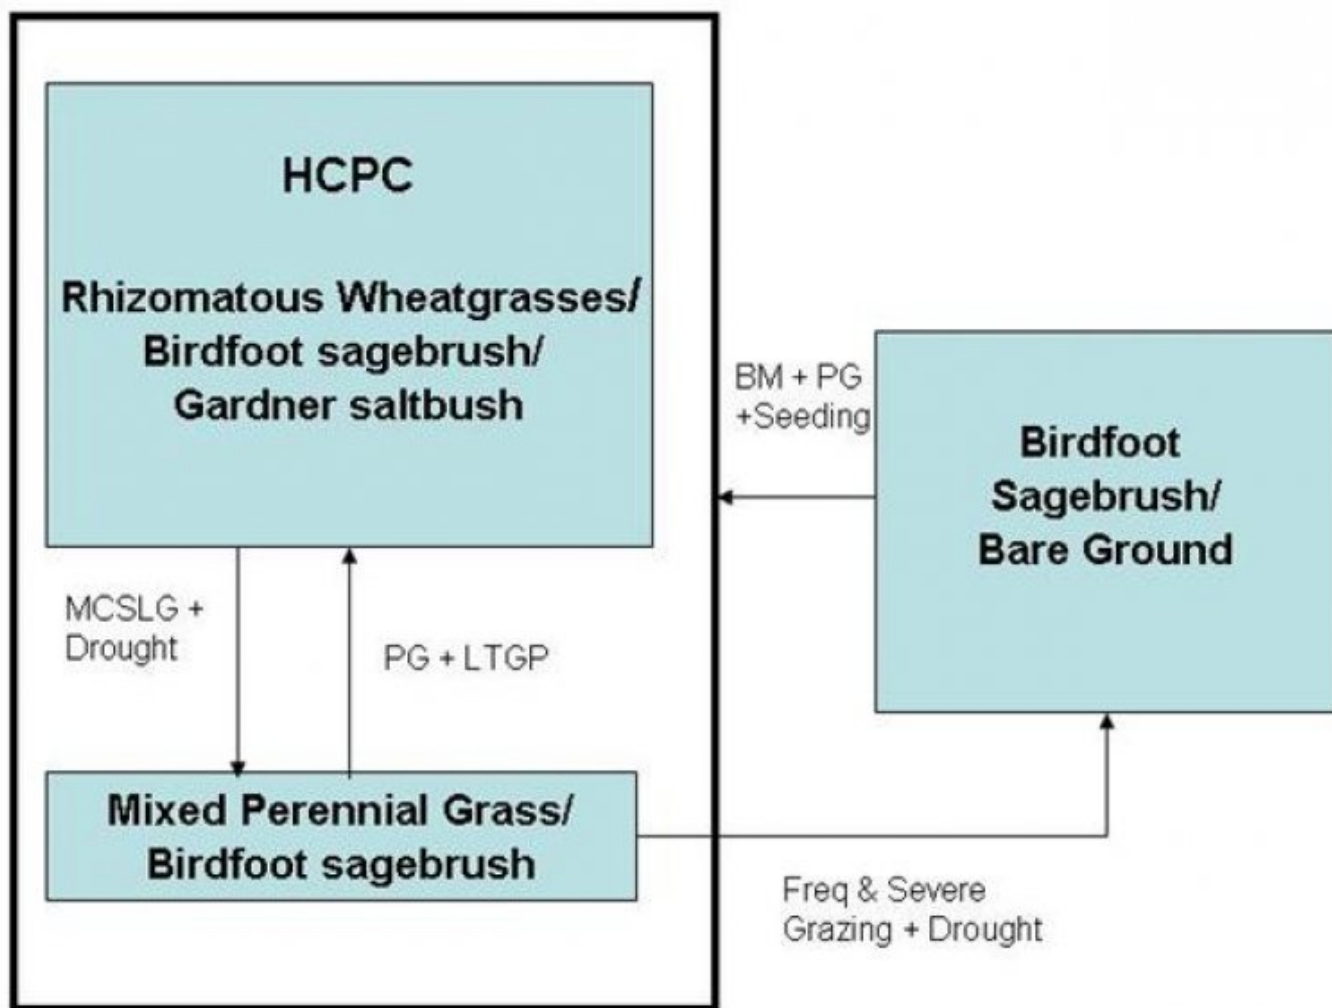 HCPC
Rhizomatous Wheatgrasses/
Birdfoot sagebrush/
Gardner saltbush
MCSLG +
Drought
PG + LTGP
Mixed Perennial Grass/
Birdfoot sagebrush
BM + PG
+Seeding
Birdfoot
Sagebrush/
Bare Ground
Freq & Severe
Grazing + Drought